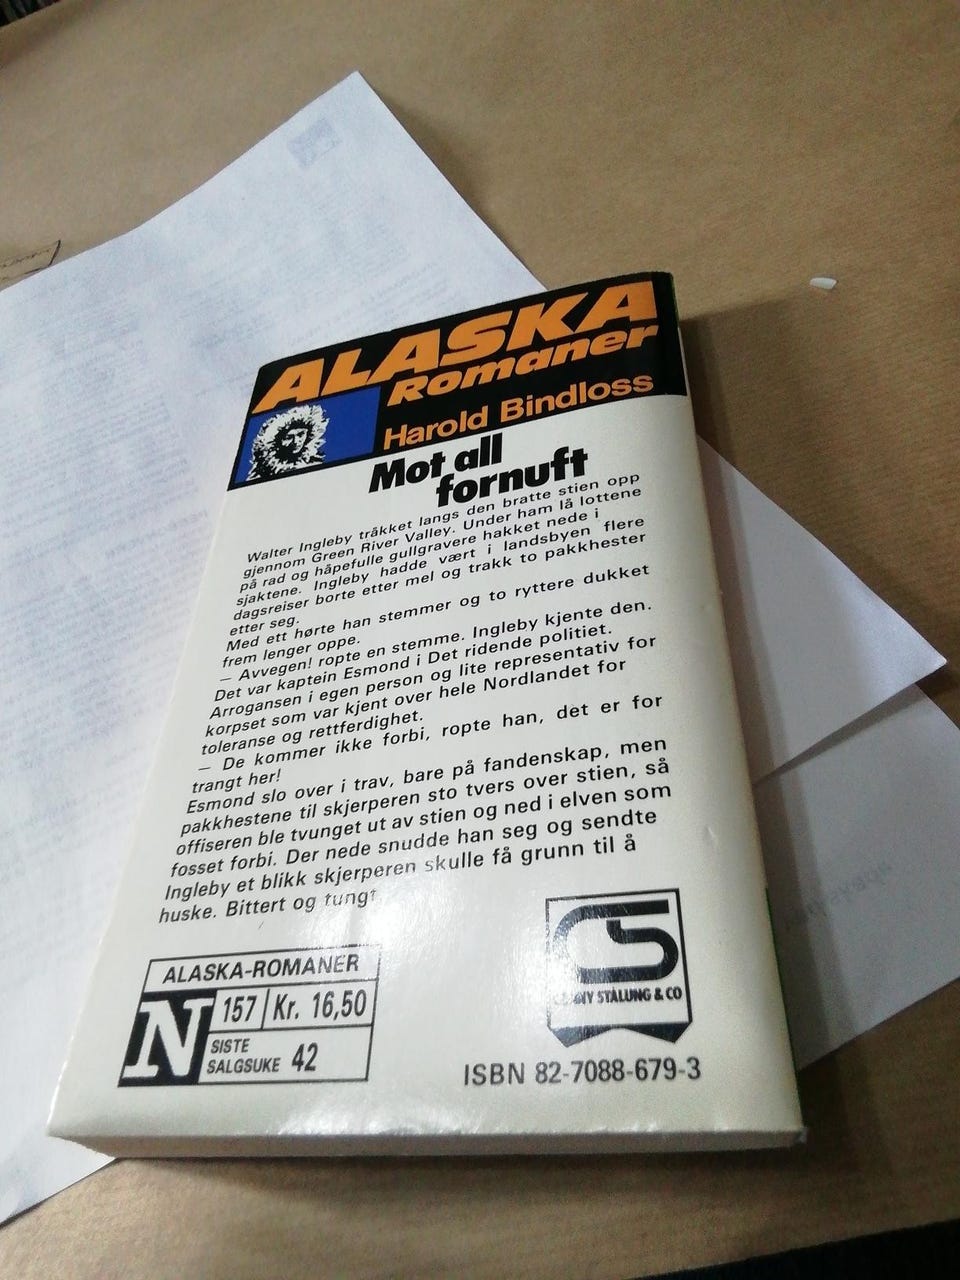 ALASKA
Romaner
Harold Bindloss
Mot all
fornuft
Walter Ingleby tråkket langs den bratte stien opp
gjennom Green River Valley. Under ham lå lottene
på rad og håpefulle gullgravere hakket nede i
sjaktene. Ingleby hadde vært i landsbyen flere
dagsreiser borte etter mel og trakk to pakkhester
etter seg.
Med ett hørte han stemmer og to ryttere dukket
frem lenger oppe.
— Avvegen! ropte en stemme. Ingleby kjente den.
Det var kaptein Esmond i Det ridende politiet.
Arrogansen i egen person og lite representativ for
korpset som var kjent over hele Nordlandet for
toleranse og rettferdighet.
— De kommer ikke forbi, ropte han, det er for
trangt her!
Esmond slo over i trav, bare på fandenskap, men
pakkhestene til skjerperen sto tvers over stien, så
offiseren ble tvunget ut av stien og ned i elven som
fosset forbi. Der nede snudde han seg og sendte
Ingleby et blikk skjerperen skulle få grunn til å
huske. Bittert og tungt
ALASKA-ROMANER
N 157 Kr. 16,50
SISTE
SALGSUKE 42
CS
STALUNG & CO
ISBN 82-7088-679-3